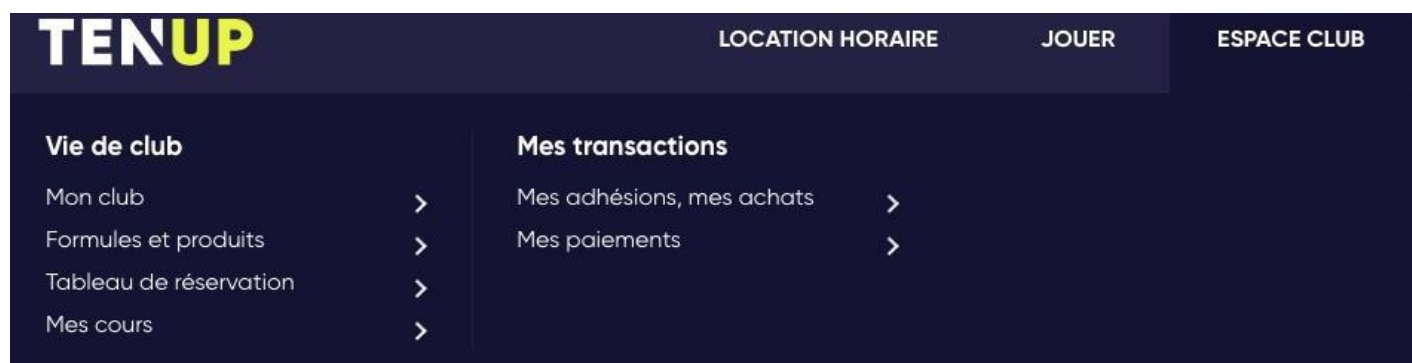 TENUP
LOCATION HORAIRE
JOUER
ESPACE CLUB
Vie de club
Mon club
Formules et produits
Tableau de réservation
Mes cours
Mes transactions
Mes adhésions, mes achats
Mes paiements